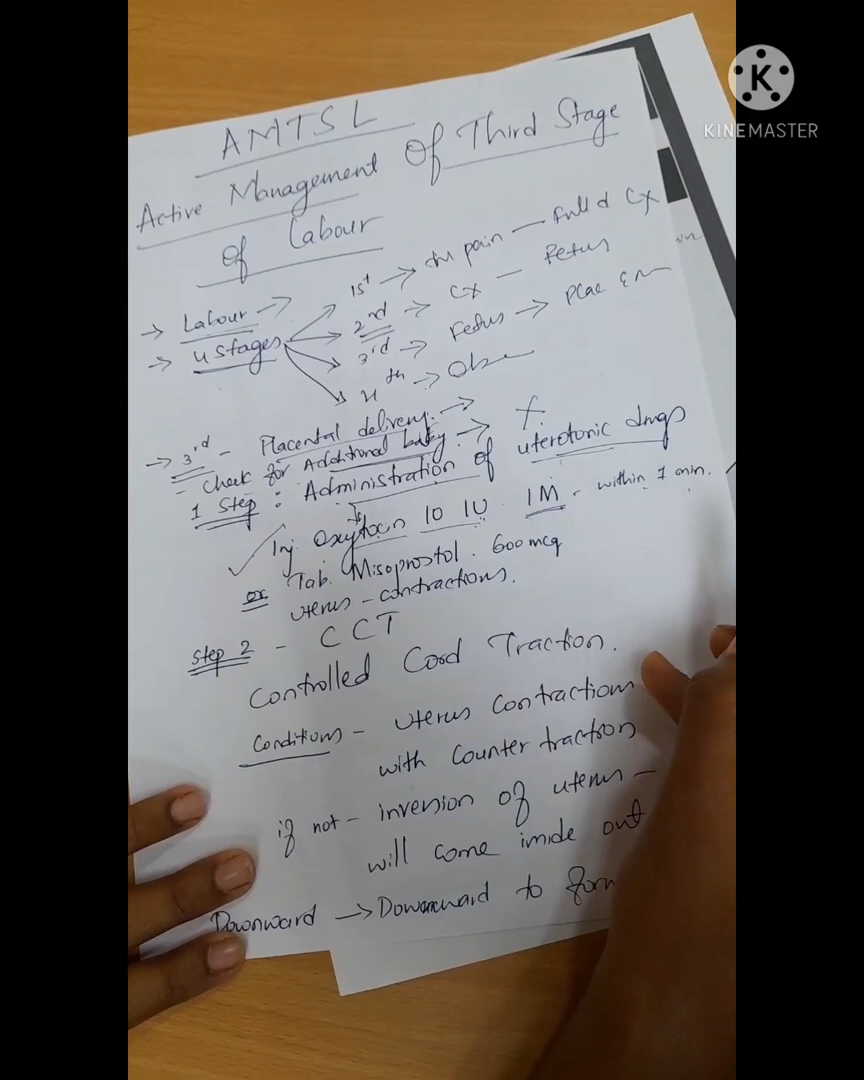 KINEMASTER
AMTSL
Active Management Of Third Stage
of Labour
→ Labour →
→ 4 stages
1st → pain — full d Cx
2nd → Cx — Fetus
3rd → Fetus → Plac
4th →
→ 3rd - Placental delivery. →
- Check for Additional baby. →
1 Step : Administration of uterotonic drugs
Inj. Oxytocin 10 IU IM - within 1 min.
or Tab. Misoprostol . 600 mcg
uterus - contractions.
Step 2 - CCT
Controlled Cord Traction.
Conditions - Uterus Contractions
with Counter traction
if not - inversion of uterus -
will come inside out
Downward → Downward to